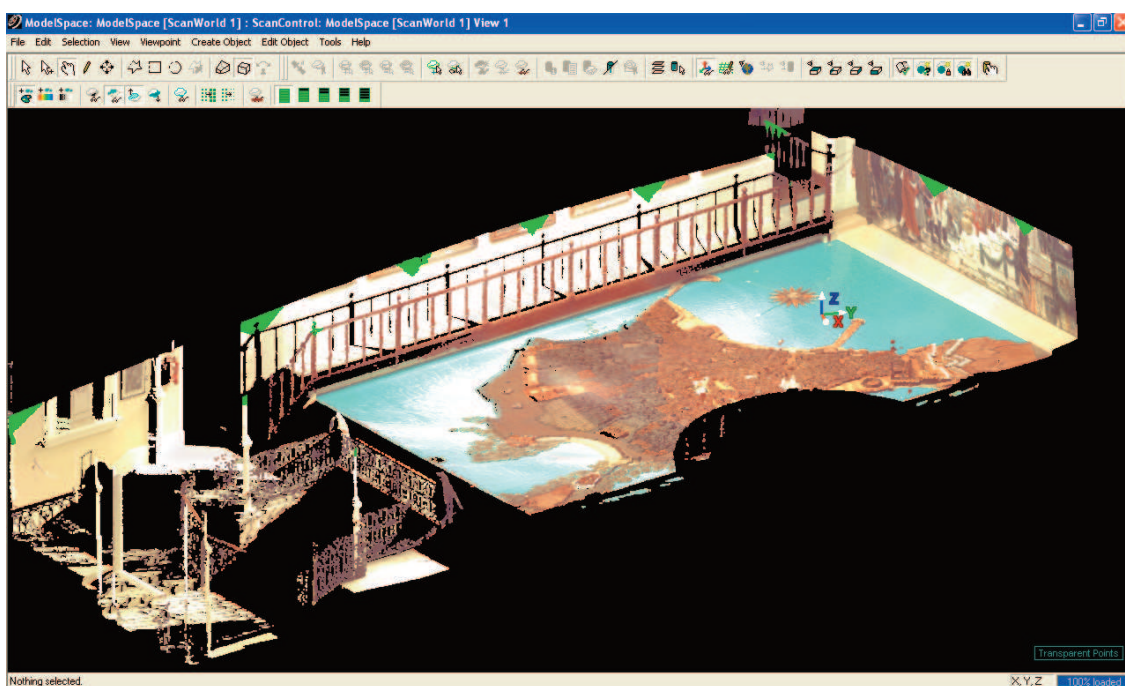 ModelSpace: ModelSpace [ScanWorld 1] : ScanControl: ModelSpace [ScanWorld 1] View 1
File Edit Selection View Viewpoint Create Object Edit Object Tools Help
Z
Y
X
Transparent Points
Nothing selected.
X, Y, Z
100% loaded